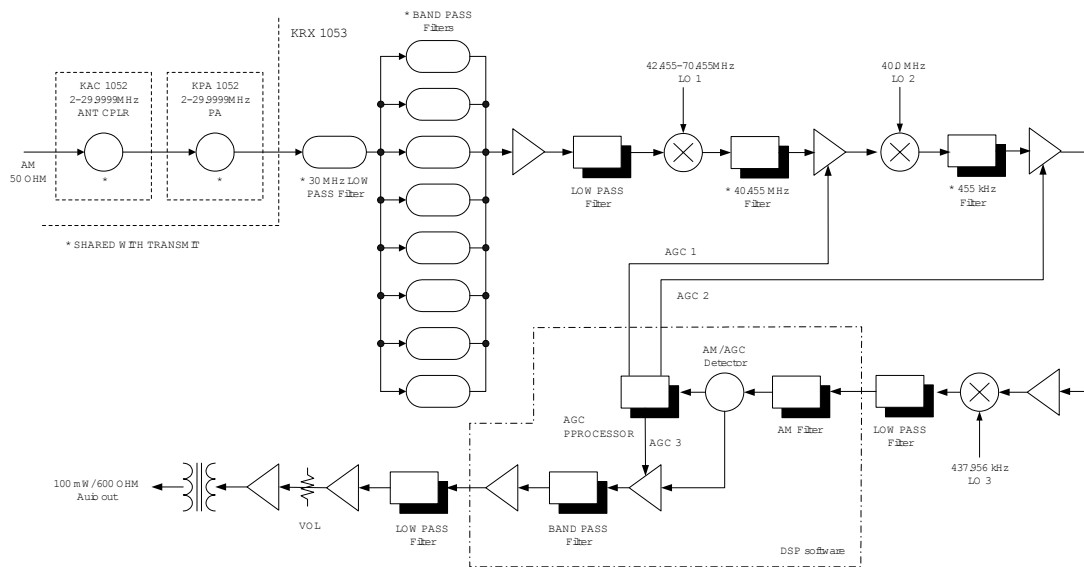 KRX 1053
* BAND PASS
Filters
KAC 1052
2-29.9999MHz
ANT CPLR
*
KPA 1052
2-29.9999MHz
PA
*
42.455-70.455MHz
LO 1
40.0 MHz
LO 2
AM
50 OHM
* 30 MHz LOW
PASS Filter
LOW PASS
Filter
* 40.455 MHz
Filter
* 455 kHz
Filter
* SHARED WITH TRANSMIT
AGC 1
AGC 2
AM/AGC
Detector
AGC
PPROCESSOR
AGC 3
AM Filter
LOW PASS
Filter
437.956 kHz
LO 3
100 mW/600 OHM
Auio out
VOL
LOW PASS
Filter
BAND PASS
Filter
DSP software